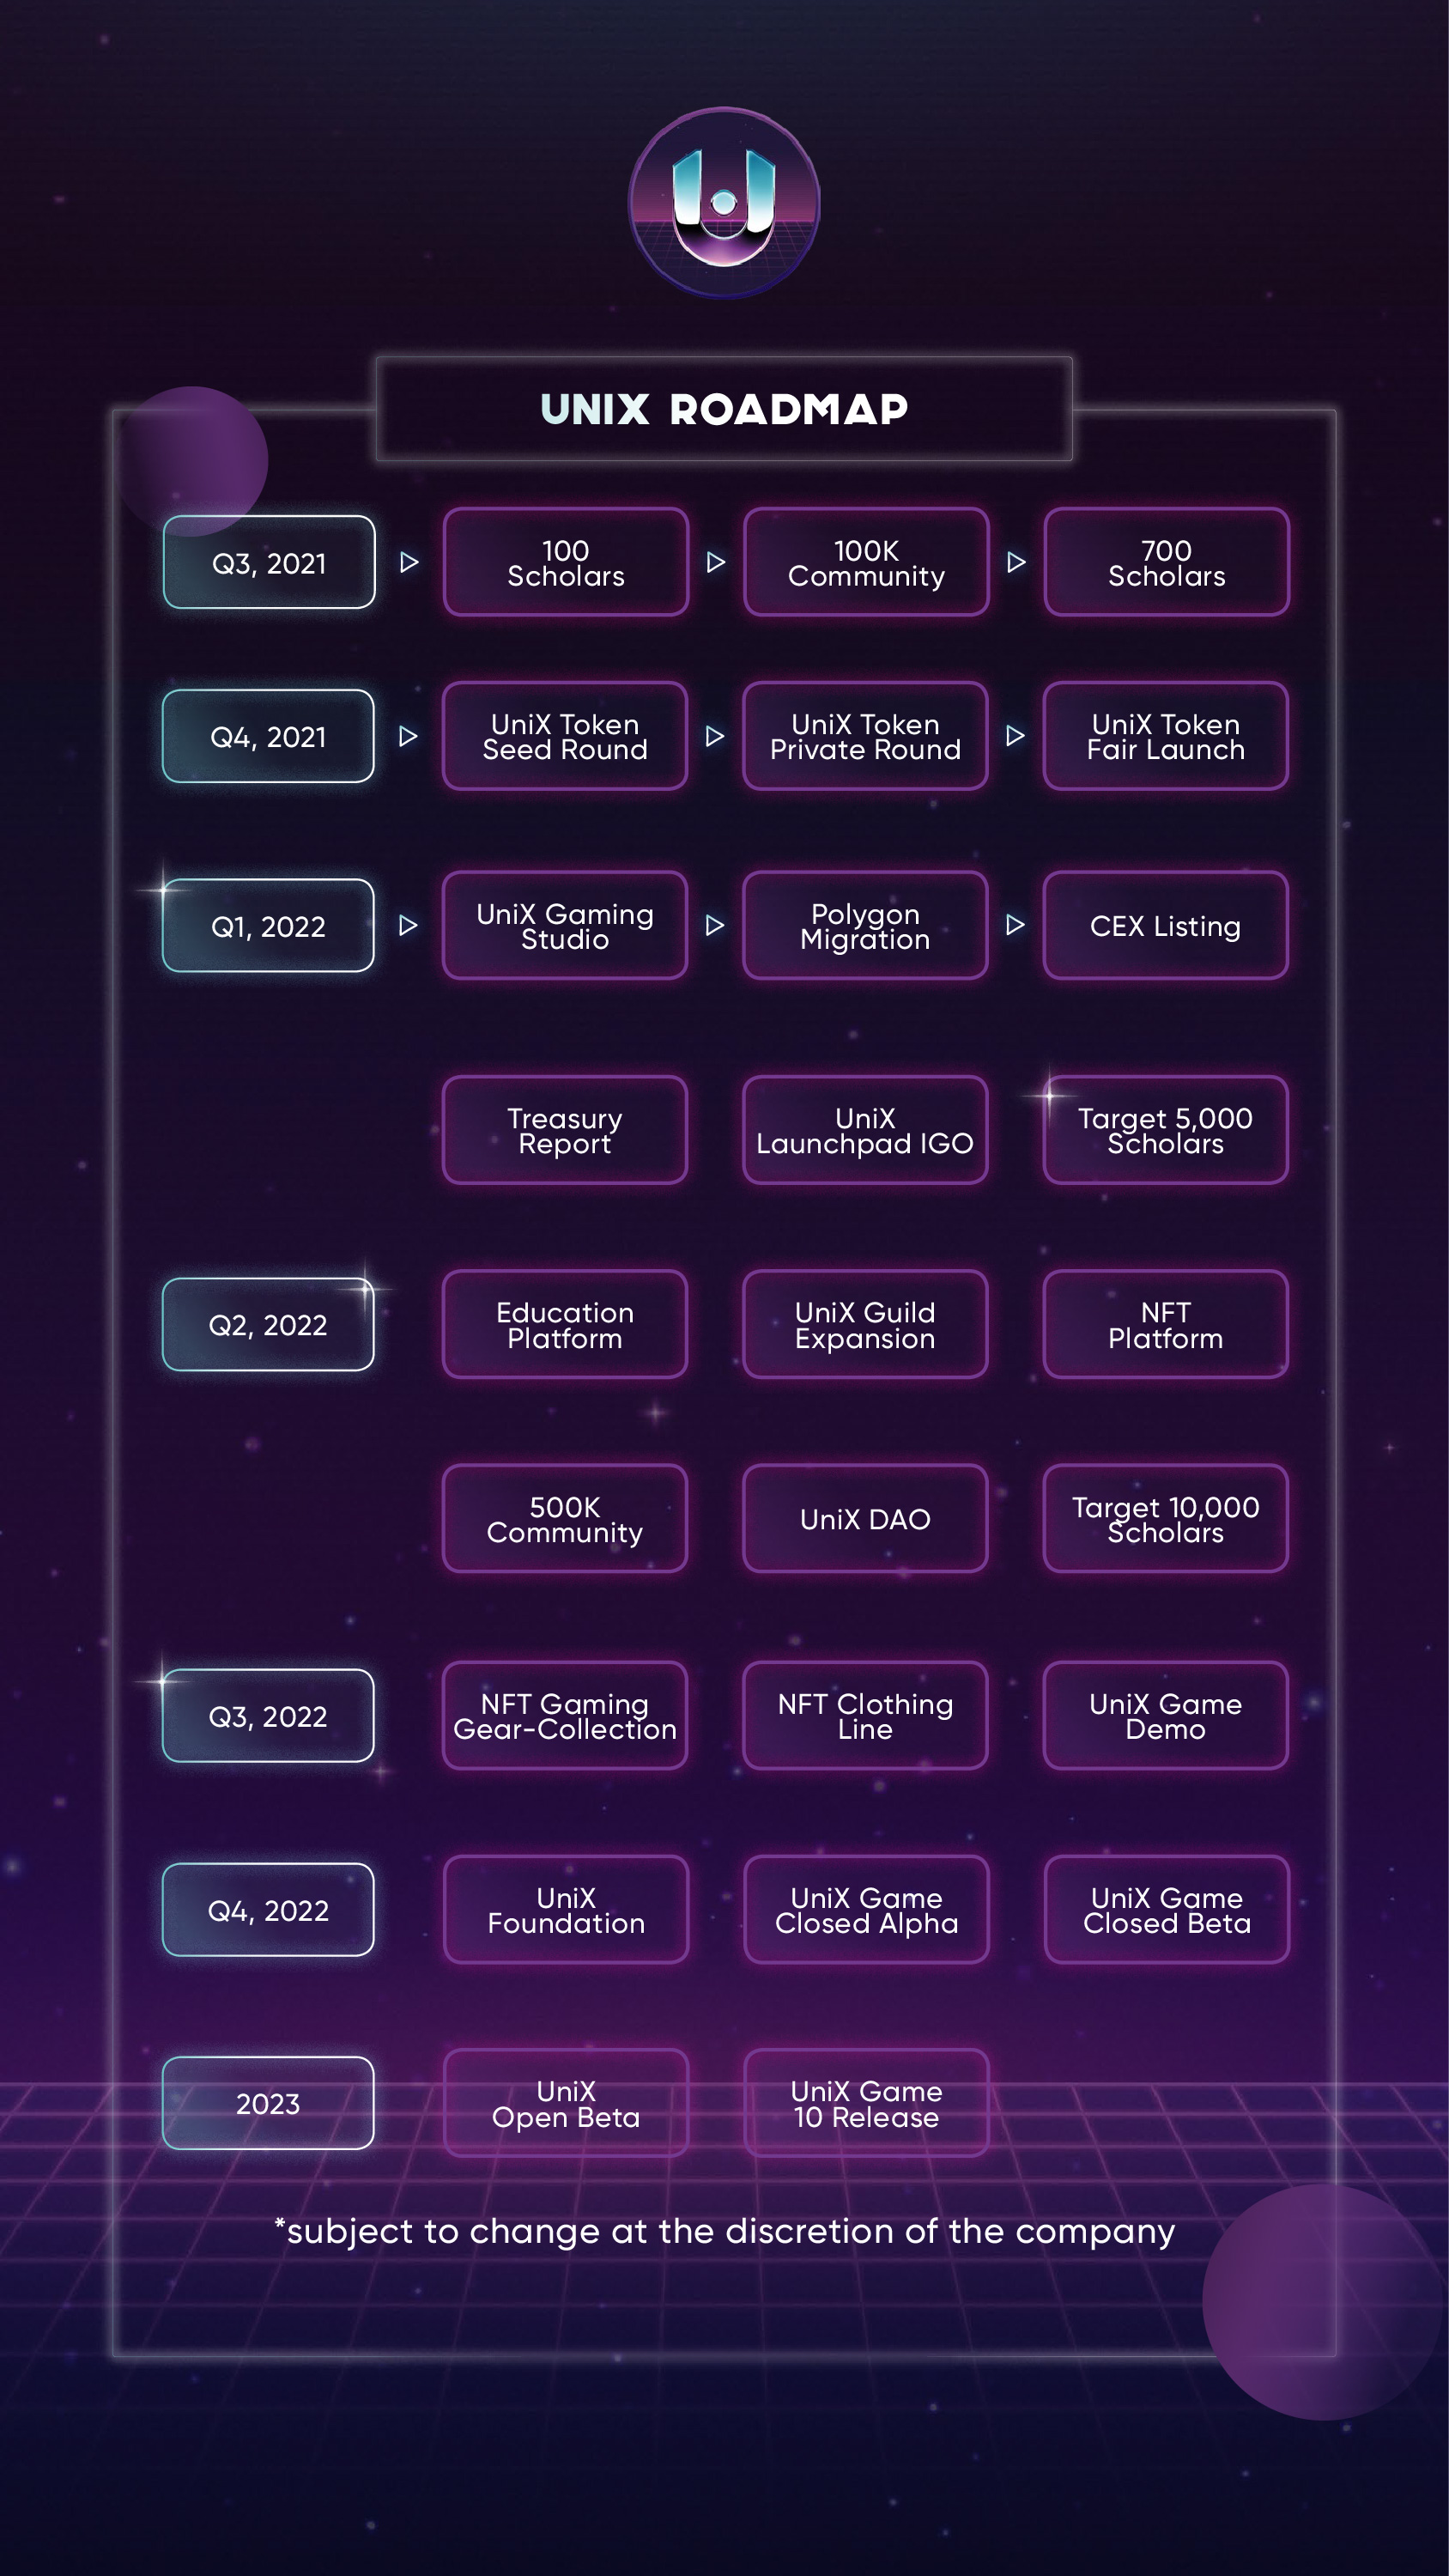 UNIX ROADMAP
Q3, 2021
100
Scholars
100K
Community
700
Scholars
Q4, 2021
UniX Token
Seed Round
UniX Token
Private Round
UniX Token
Fair Launch
Q1, 2022
UniX Gaming
Studio
Polygon
Migration
CEX Listing
Treasury
Report
UniX
Launchpad IGO
Target 5,000
Scholars
Q2, 2022
Education
Platform
UniX Guild
Expansion
NFT
Platform
500K
Community
UniX DAO
Target 10,000
Scholars
Q3, 2022
NFT Gaming
Gear-Collection
NFT Clothing
Line
UniX Game
Demo
Q4, 2022
UniX
Foundation
UniX Game
Closed Alpha
UniX Game
Closed Beta
2023
UniX
Open Beta
UniX Game
10 Release
*subject to change at the discretion of the company